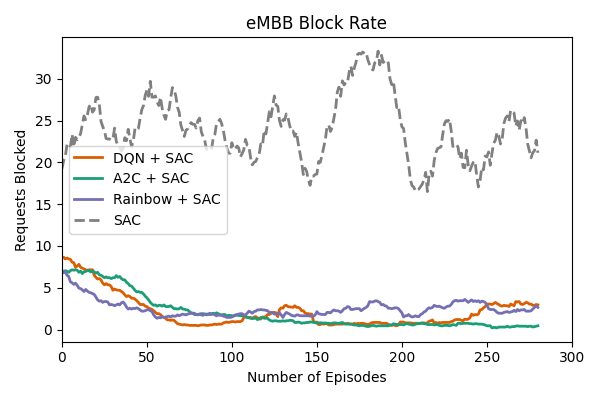 eMBB Block Rate
Requests Blocked
30
25
20
15
10
5
0
DQN + SAC
A2C + SAC
Rainbow + SAC
SAC
0 50 100 150 200 250 300
Number of Episodes